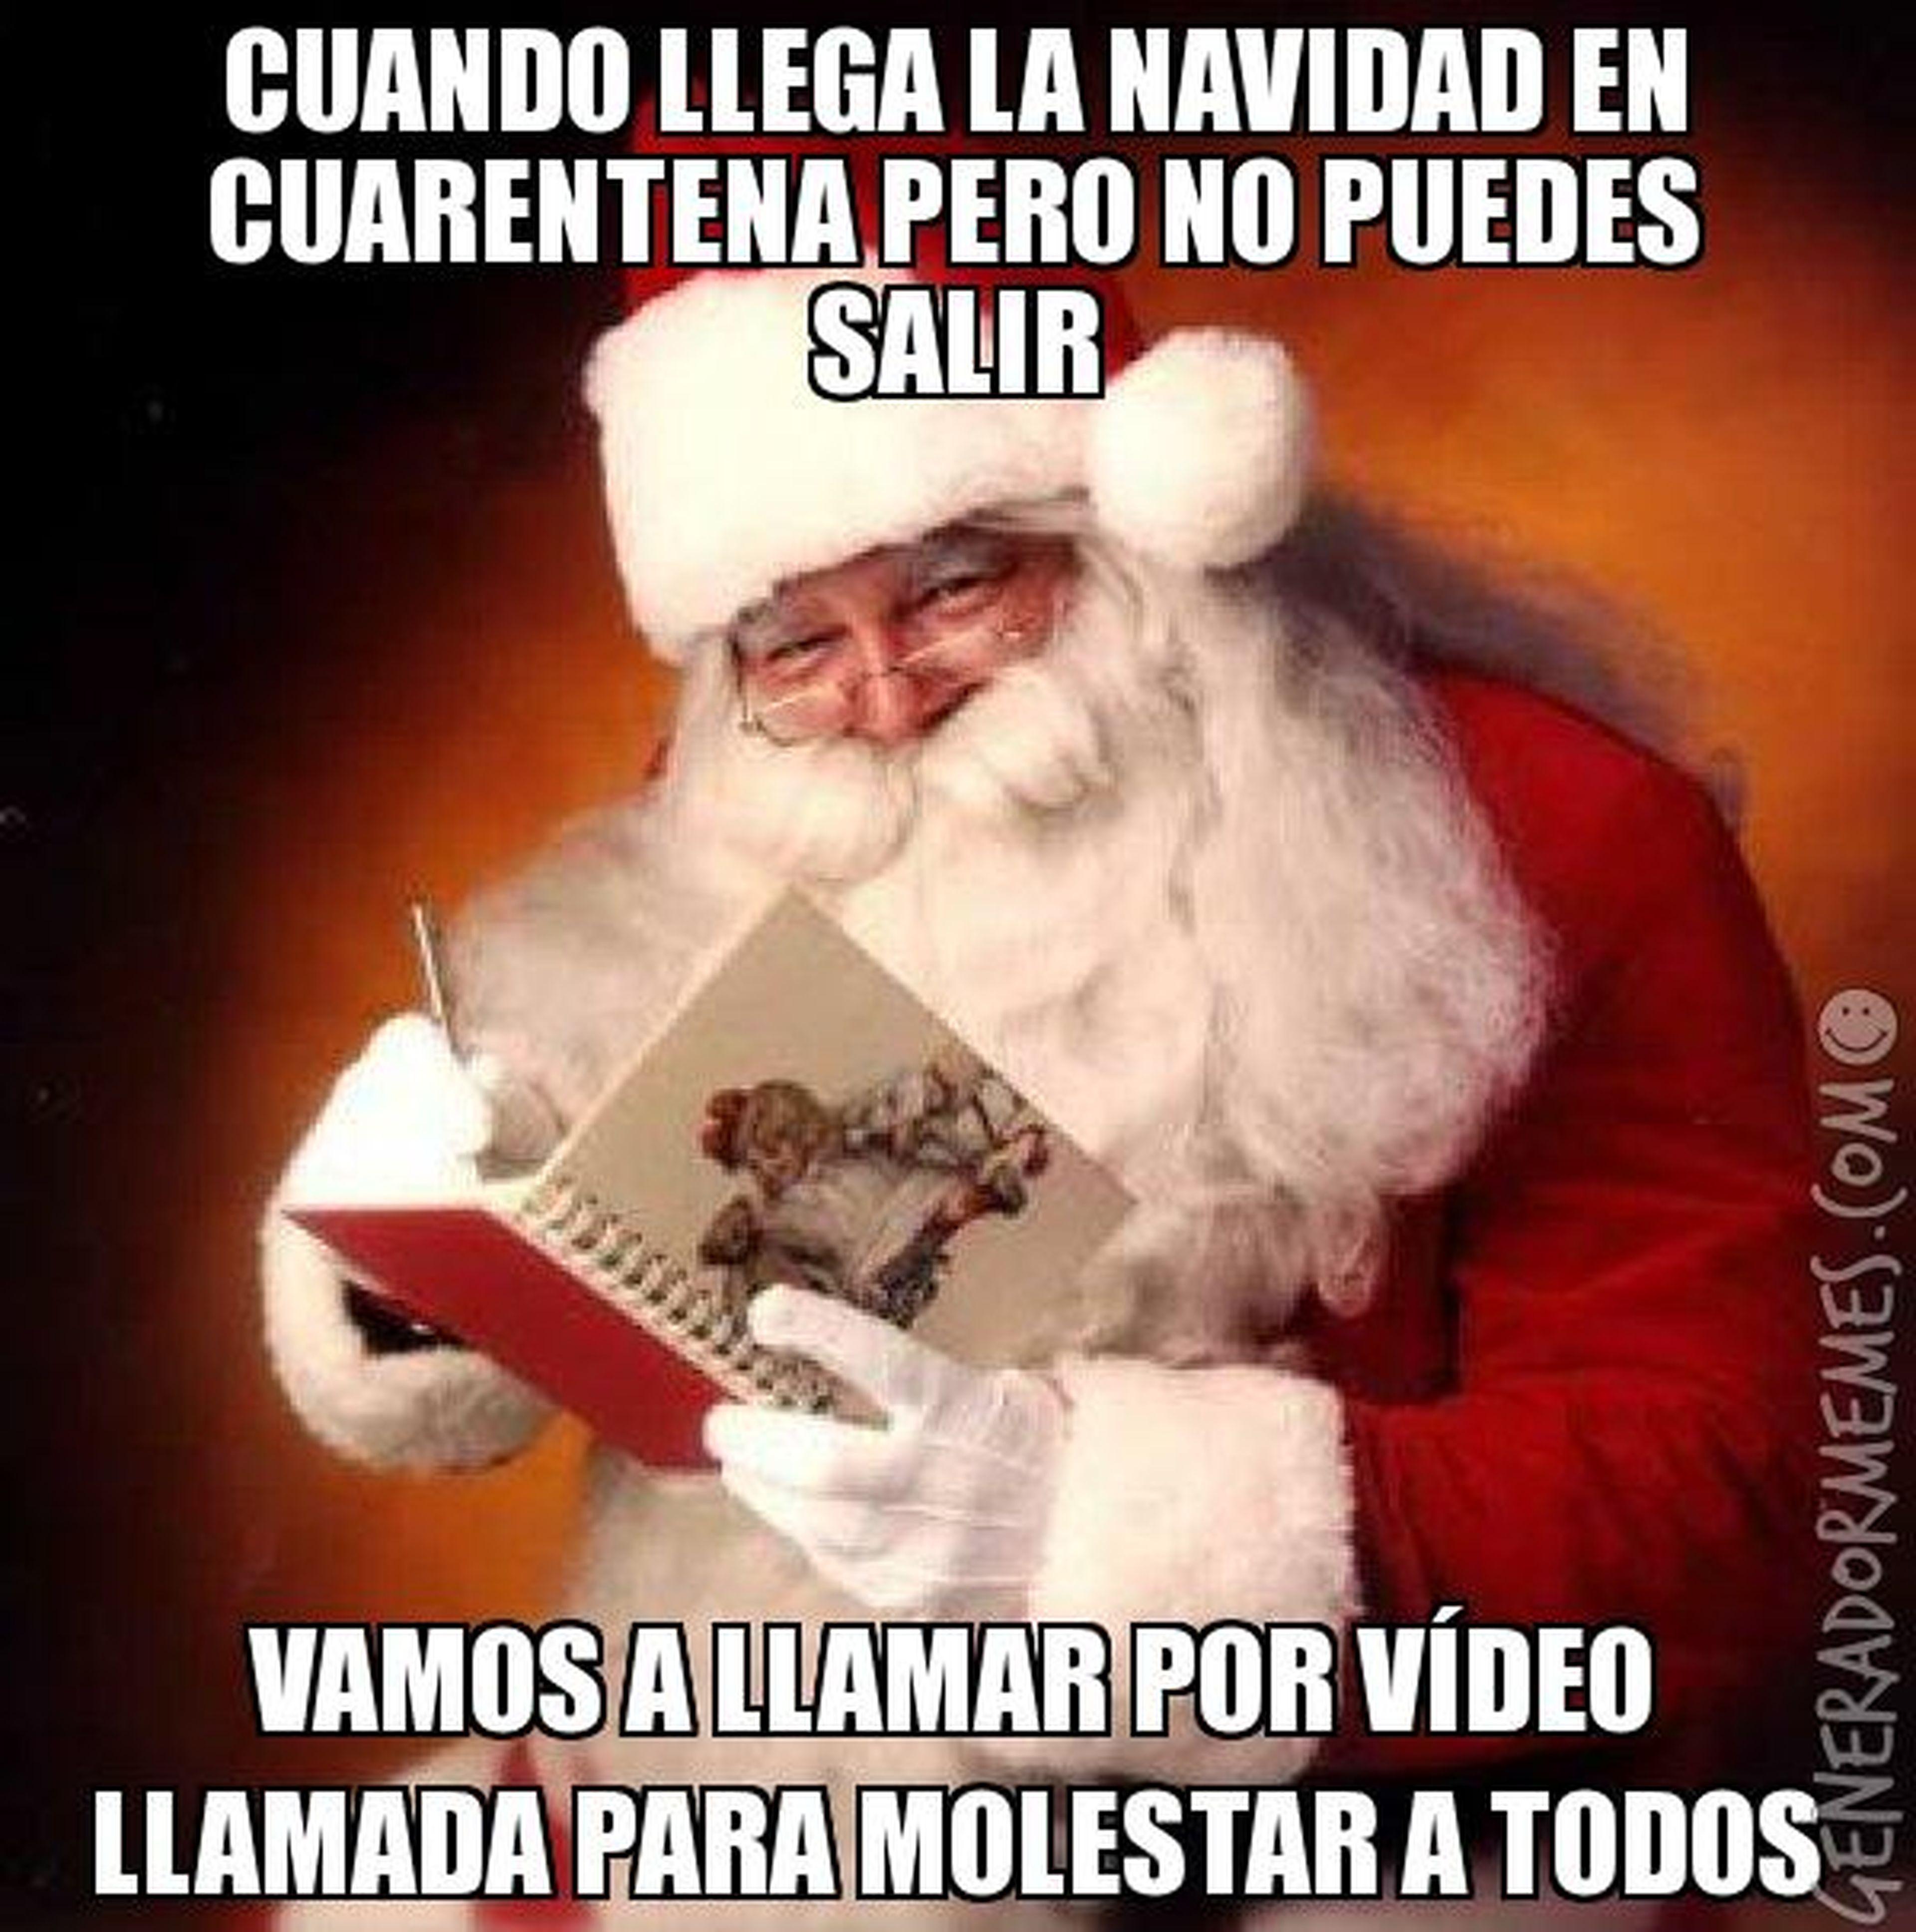 CUANDO LLEGA LA NAVIDAD EN
CUARENTENA PERO NO PUEDES
SALIR
VAMOS A LLAMAR POR VÍDEO
LLAMADA PARA MOLESTAR A TODOS
GENERADORMEMES.COM